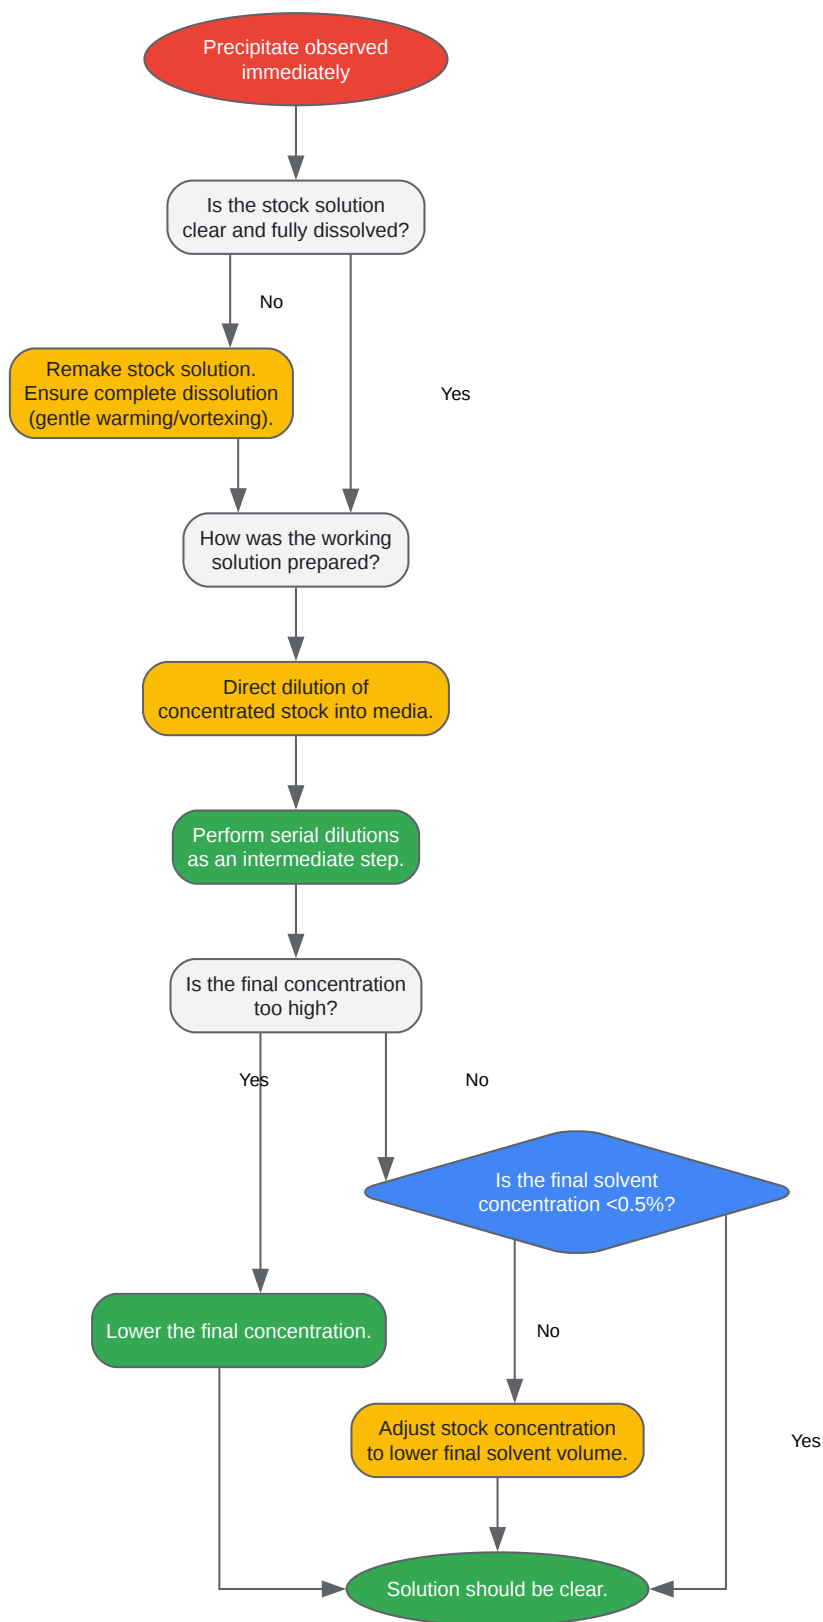 Precipitate observed
immediately
Is the stock solution
clear and fully dissolved?
No
Remake stock solution.
Ensure complete dissolution
(gentle warming/vortexing).
Yes
How was the working
solution prepared?
Direct dilution of
concentrated stock into media.
Perform serial dilutions
as an intermediate step.
Is the final concentration
too high?
Yes
No
Is the final solvent
concentration <0.5%?
Lower the final concentration.
No
Adjust stock concentration
to lower final solvent volume.
Yes
Solution should be clear.